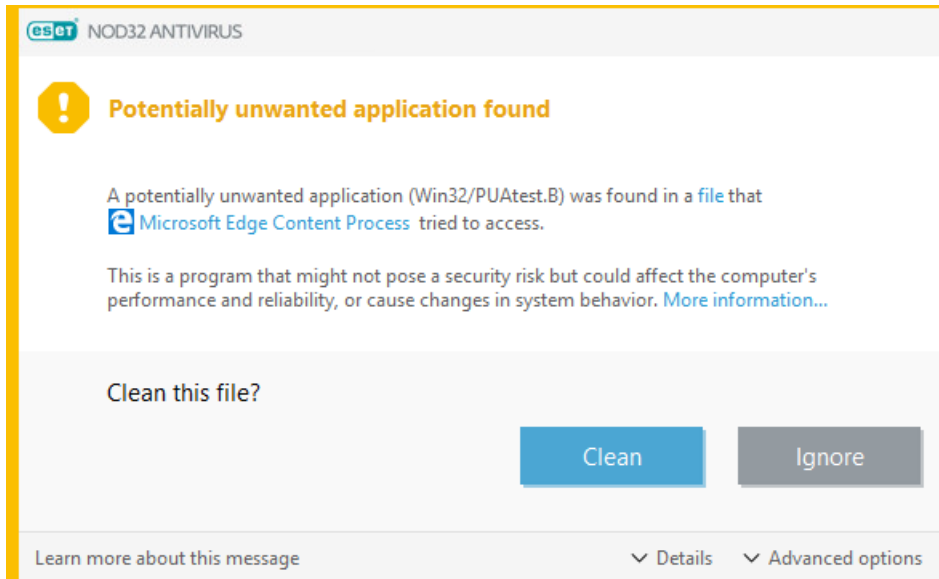 eset NOD32 ANTIVIRUS
Potentially unwanted application found
A potentially unwanted application (Win32/PUAtest.B) was found in a file that
Microsoft Edge Content Process tried to access.
This is a program that might not pose a security risk but could affect the computer's
performance and reliability, or cause changes in system behavior. More information...
Clean this file?
Clean Ignore
Learn more about this message Details Advanced options